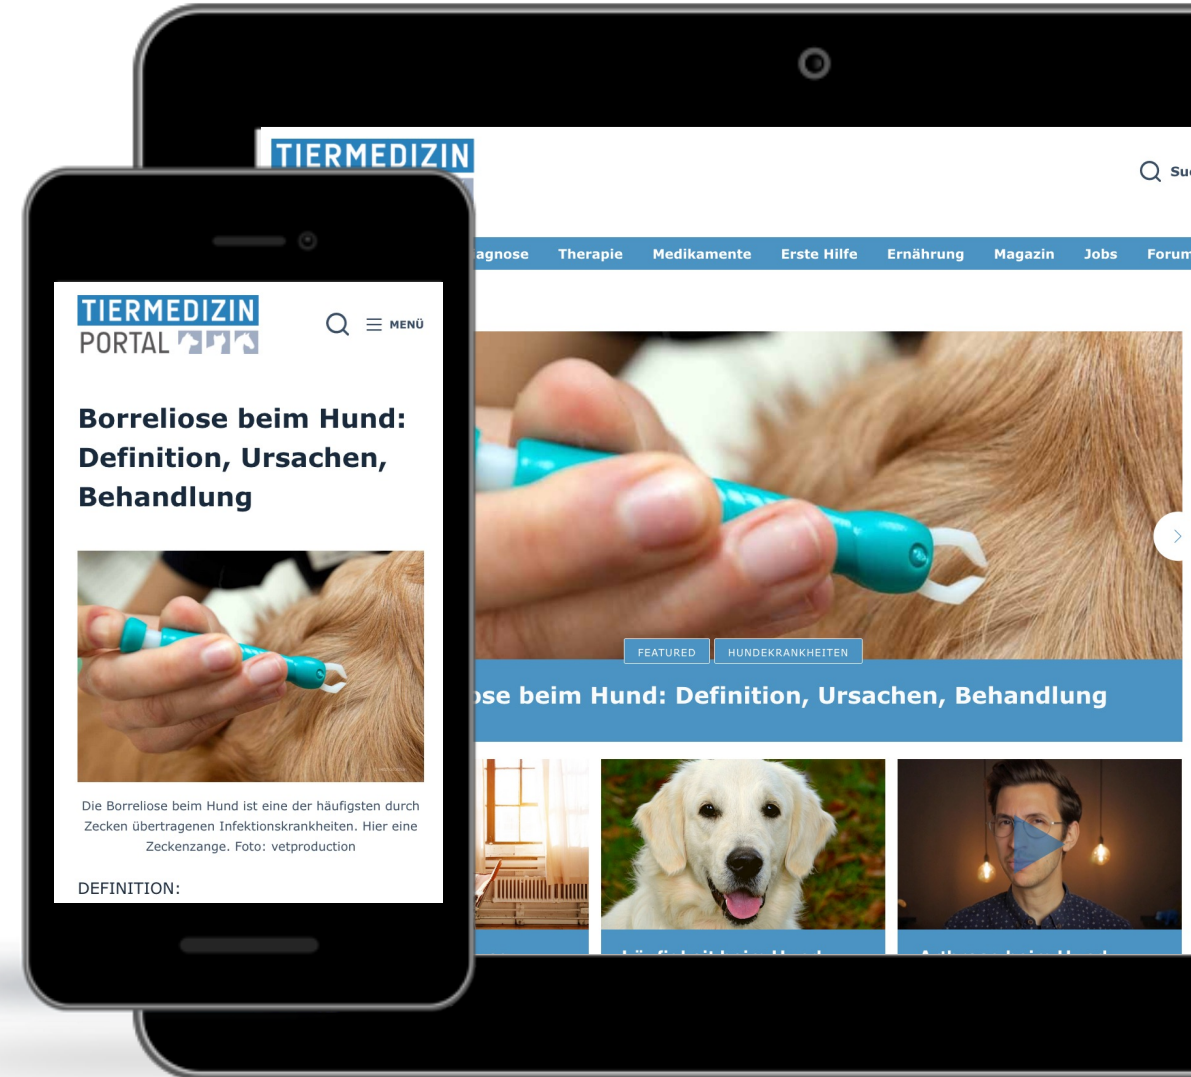 TIERMEDIZIN
Suc
agnose Therapie Medikamente Erste Hilfe Ernährung Magazin Jobs Forum
FEATURED HUNDEKRANKHEITEN
ose beim Hund: Definition, Ursachen, Behandlung
TIERMEDIZIN
PORTAL
MENÜ
Borreliose beim Hund:
Definition, Ursachen,
Behandlung
Die Borreliose beim Hund ist eine der häufigsten durch
Zecken übertragenen Infektionskrankheiten. Hier eine
Zeckenzange. Foto: vetproduction
DEFINITION: